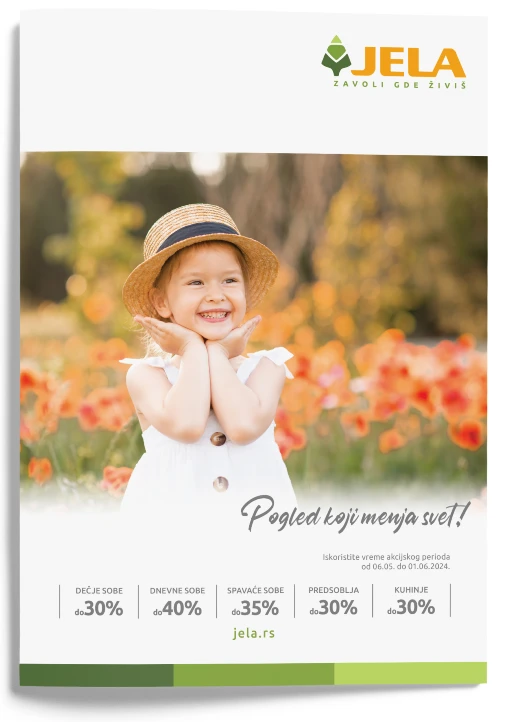 JELA
ZAVOLI GDE ŽIVIŠ
Pogled koji menja svet!
Iskoristite vreme akcijskog perioda
od 06.05. do 01.06.2024.
DEČJE SOBE
do30%
DNEVNE SOBE
do40%
SPAVAĆE SOBE
do35%
PREDSOBLJA
do30%
KUHINJE
do30%
jela.rs